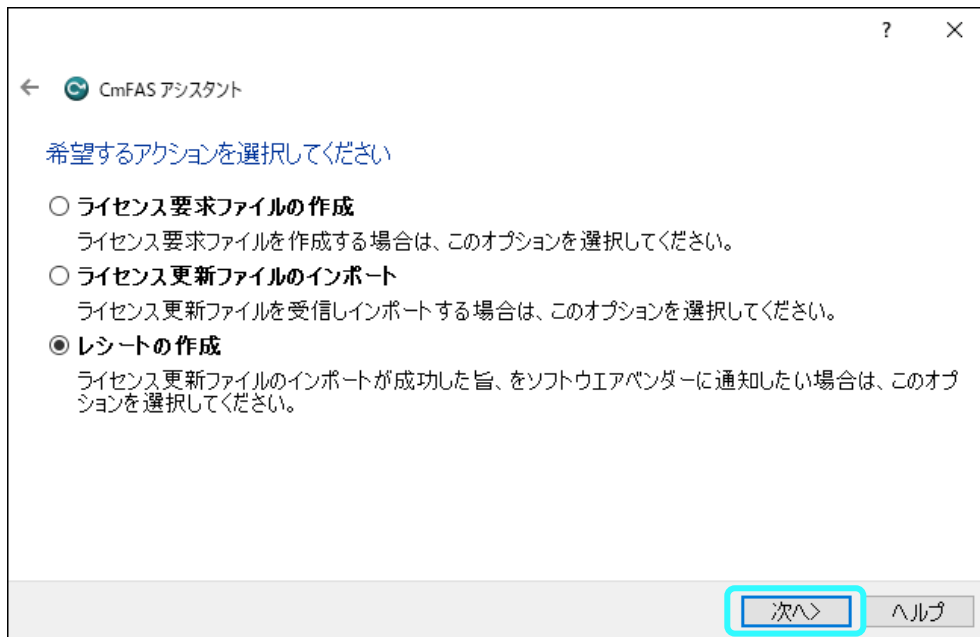 ?
CmFAS アシスタント
希望するアクションを選択してください
ライセンス要求ファイルの作成
ライセンス要求ファイルを作成する場合は、このオプションを選択してください。
ライセンス更新ファイルのインポート
ライセンス更新ファイルを受信しインポートする場合は、このオプションを選択してください。
レシートの作成
ライセンス更新ファイルのインポートが成功した旨、をソフトウエアベンダーに通知したい場合は、このオプ
ションを選択してください。
次へ> ヘルプ